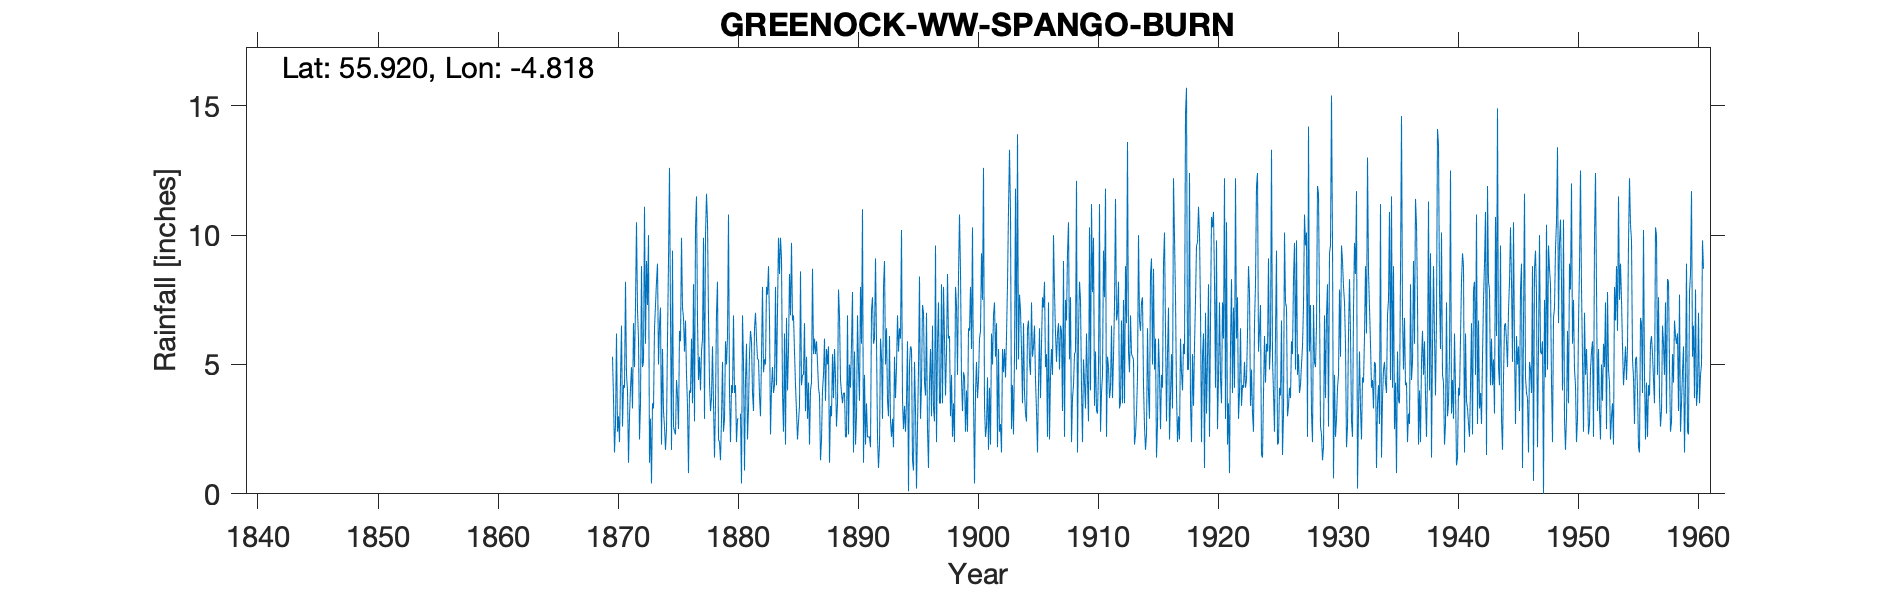 GREENOCK-WW-SPANGO-BURN
Lat: 55.920, Lon: -4.818
15
10
5
0
Rainfall [inches]
1840 1850 1860 1870 1880 1890 1900 1910 1920 1930 1940 1950 1960
Year